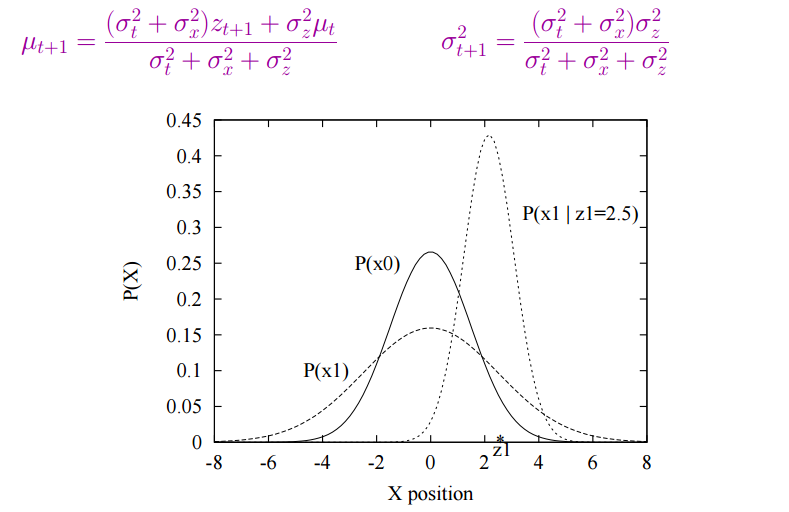 μ_{t+1} = \frac{(σ_t^2 + σ_x^2)z_{t+1} + σ_z^2 μ_t}{σ_t^2 + σ_x^2 + σ_z^2}    σ_{t+1}^2 = \frac{(σ_t^2 + σ_x^2)σ_z^2}{σ_t^2 + σ_x^2 + σ_z^2}
0.45
0.4
0.35
0.3
0.25
0.2
0.15
0.1
0.05
0
P(X)
P(x1 | z1=2.5)
P(x0)
P(x1)
*
z1
-8 -6 -4 -2 0 2 4 6 8
X position